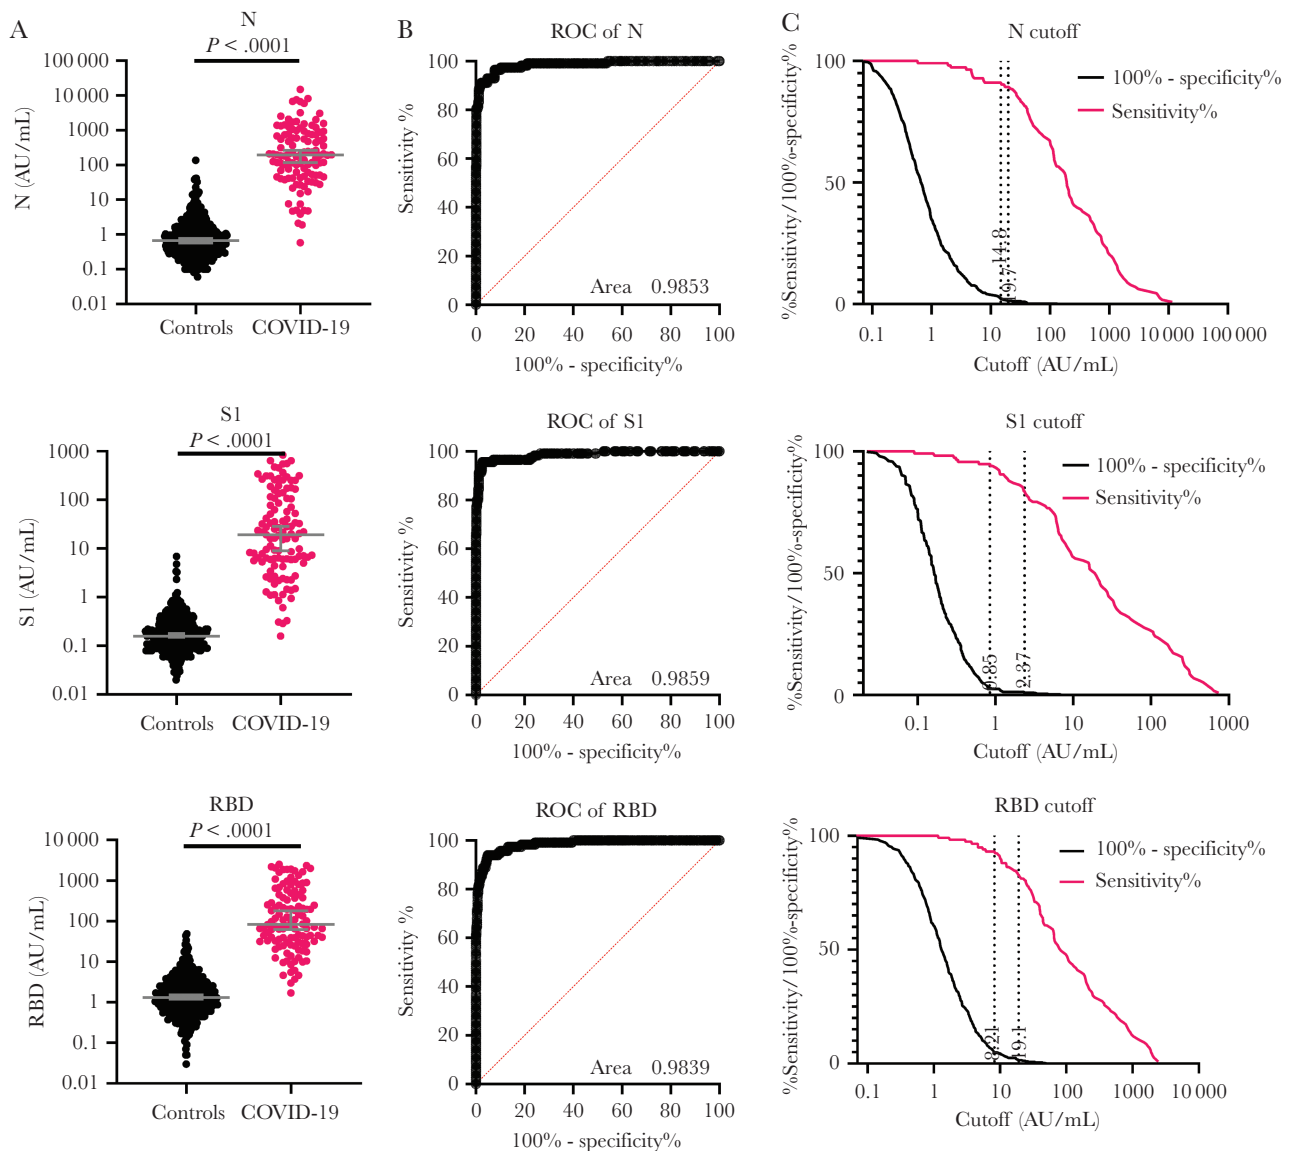 A
N
P < .0001
N (AU/mL)
100 000
10 000
1000
100
10
1
0.1
0.01
Controls
COVID-19
B
ROC of N
Sensitivity %
100
80
60
40
20
0
Area 0.9853
0 20 40 60 80 100
100% - specificity%
C
N cutoff
%Sensitivity/100%-specificity%
100
50
0
100% - specificity%
Sensitivity%
14.8
19.7
0.1 1 10 100 1000 10 000 100 000
Cutoff (AU/mL)
S1
P < .0001
S1 (AU/mL)
1000
100
10
1
0.1
0.01
Controls
COVID-19
ROC of S1
Sensitivity %
100
80
60
40
20
0
Area 0.9859
0 20 40 60 80 100
100% - specificity%
S1 cutoff
%Sensitivity/100%-specificity%
100
50
0
100% - specificity%
Sensitivity%
0.85
2.37
0.1 1 10 100 1000
Cutoff (AU/mL)
RBD
P < .0001
RBD (AU/mL)
10 000
1000
100
10
1
0.1
0.01
Controls
COVID-19
ROC of RBD
Sensitivity %
100
80
60
40
20
0
Area 0.9839
0 20 40 60 80 100
100% - specificity%
RBD cutoff
%Sensitivity/100%-specificity%
100
50
0
100% - specificity%
Sensitivity%
8.21
19.1
0.1 1 10 100 1000 10 000
Cutoff (AU/mL)